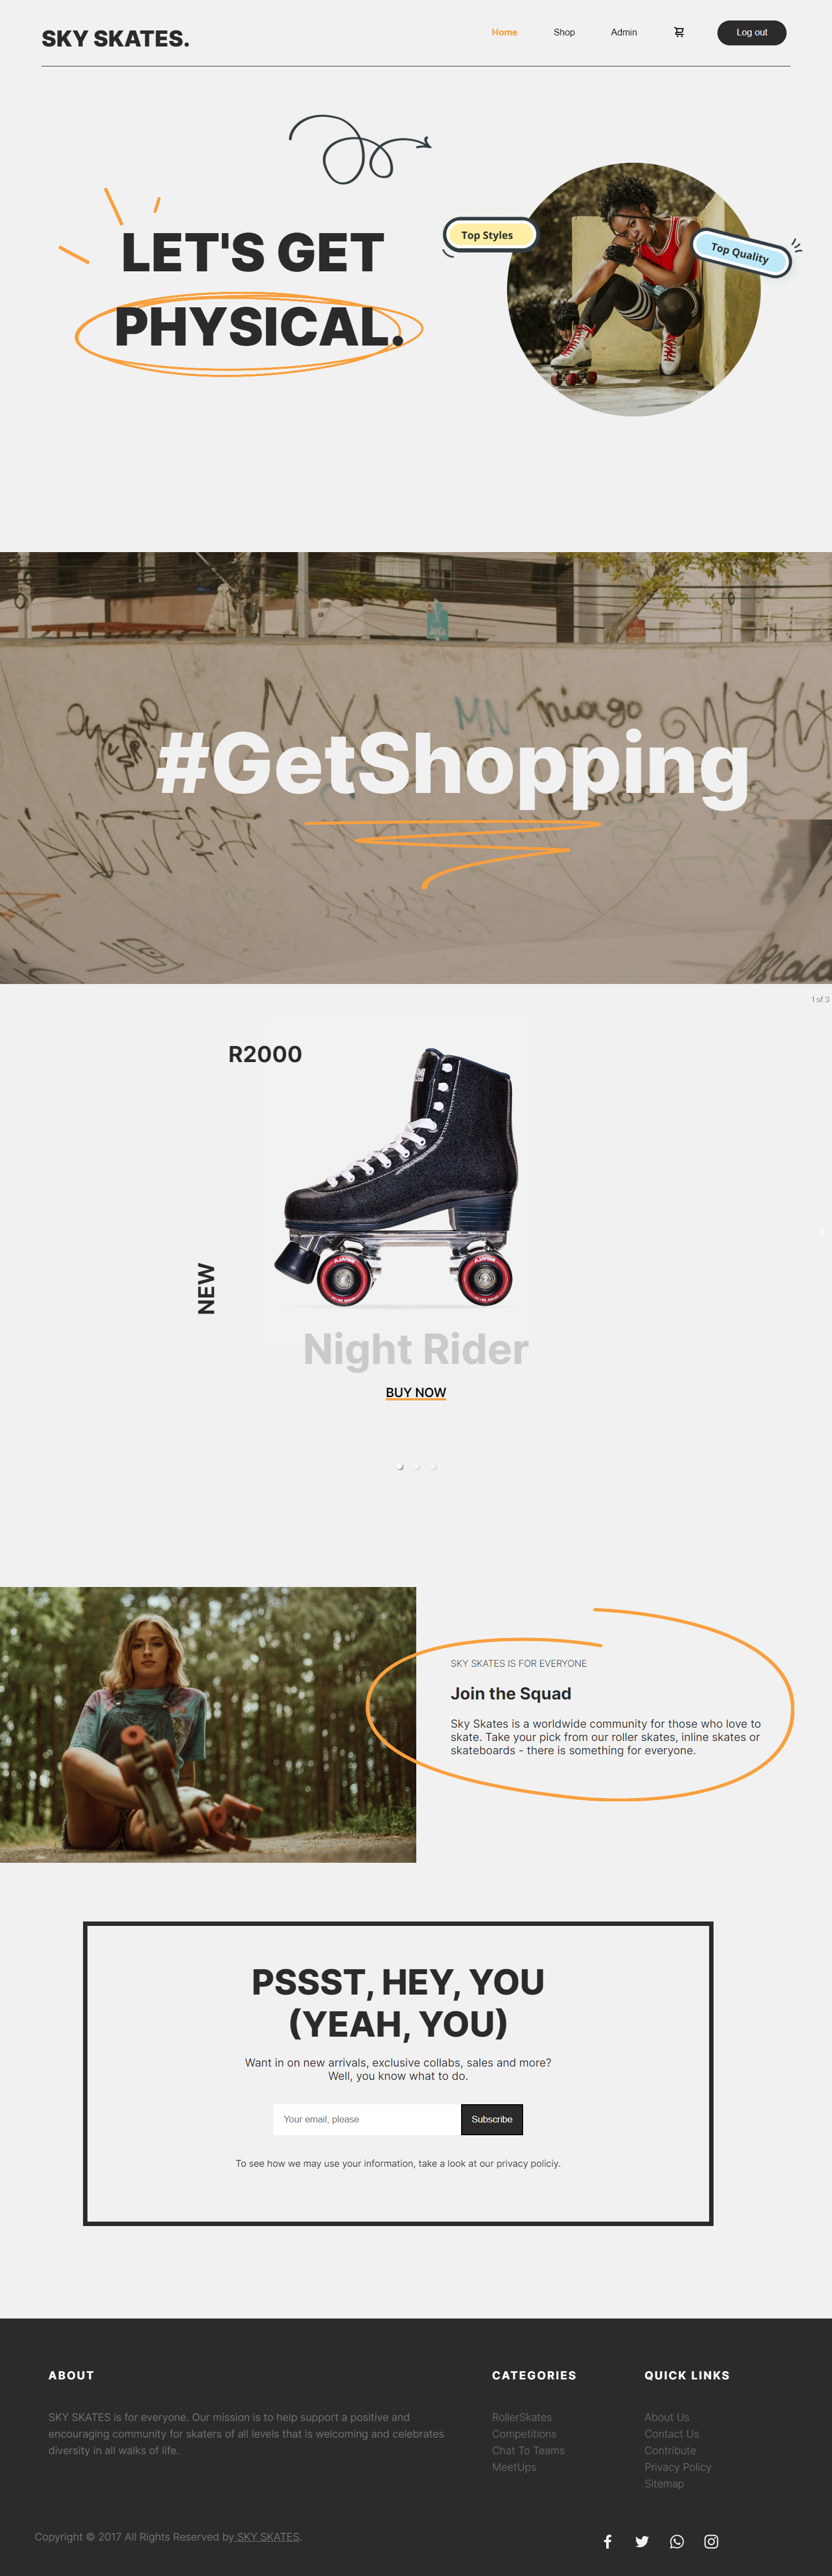 SKY SKATES.
Home
Shop
Admin
Log out
LET'S GET
PHYSICAL.
Top Styles
Top Quality
MN Thiago
#GetShopping
1 of 3
R2000
NEW
Night Rider
BUY NOW
SKY SKATES IS FOR EVERYONE
Join the Squad
Sky Skates is a worldwide community for those who love to
skate. Take your pick from our roller skates, inline skates or
skateboards - there is something for everyone.
PSSST, HEY, YOU
(YEAH, YOU)
Want in on new arrivals, exclusive collabs, sales and more?
Well, you know what to do.
Your email, please
Subscribe
To see how we may use your information, take a look at our privacy policiy.
ABOUT
SKY SKATES is for everyone. Our mission is to help support a positive and
encouraging community for skaters of all levels that is welcoming and celebrates
diversity in all walks of life.
CATEGORIES
RollerSkates
Competitions
Chat To Teams
MeetUps
QUICK LINKS
About Us
Contact Us
Contribute
Privacy Policy
Sitemap
Copyright © 2017 All Rights Reserved by SKY SKATES.